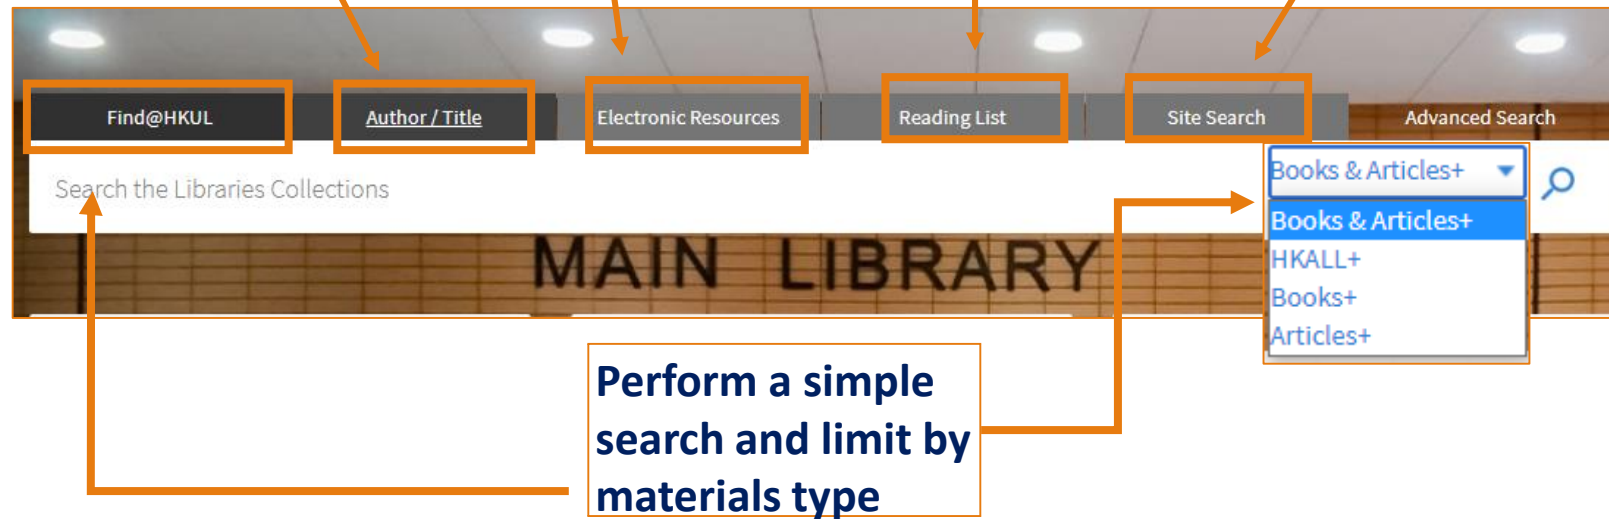 Find@HKUL Author / Title Electronic Resources Reading List Site Search Advanced Search
Search the Libraries Collections Books & Articles+
Books & Articles+
HKALL+
Books+
Articles+
MAIN LIBRARY
Perform a simple
search and limit by
materials type